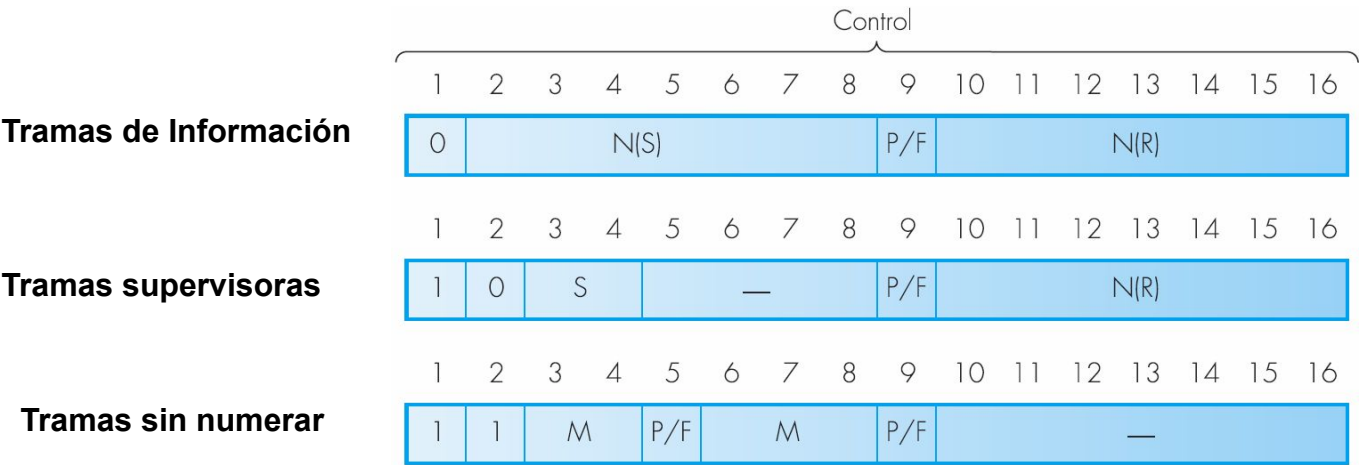 Control
1 2 3 4 5 6 7 8 9 10 11 12 13 14 15 16
Tramas de Información
0 N(S) P/F N(R)
1 2 3 4 5 6 7 8 9 10 11 12 13 14 15 16
Tramas supervisoras
1 0 S — P/F N(R)
1 2 3 4 5 6 7 8 9 10 11 12 13 14 15 16
Tramas sin numerar
1 1 M P/F M P/F —